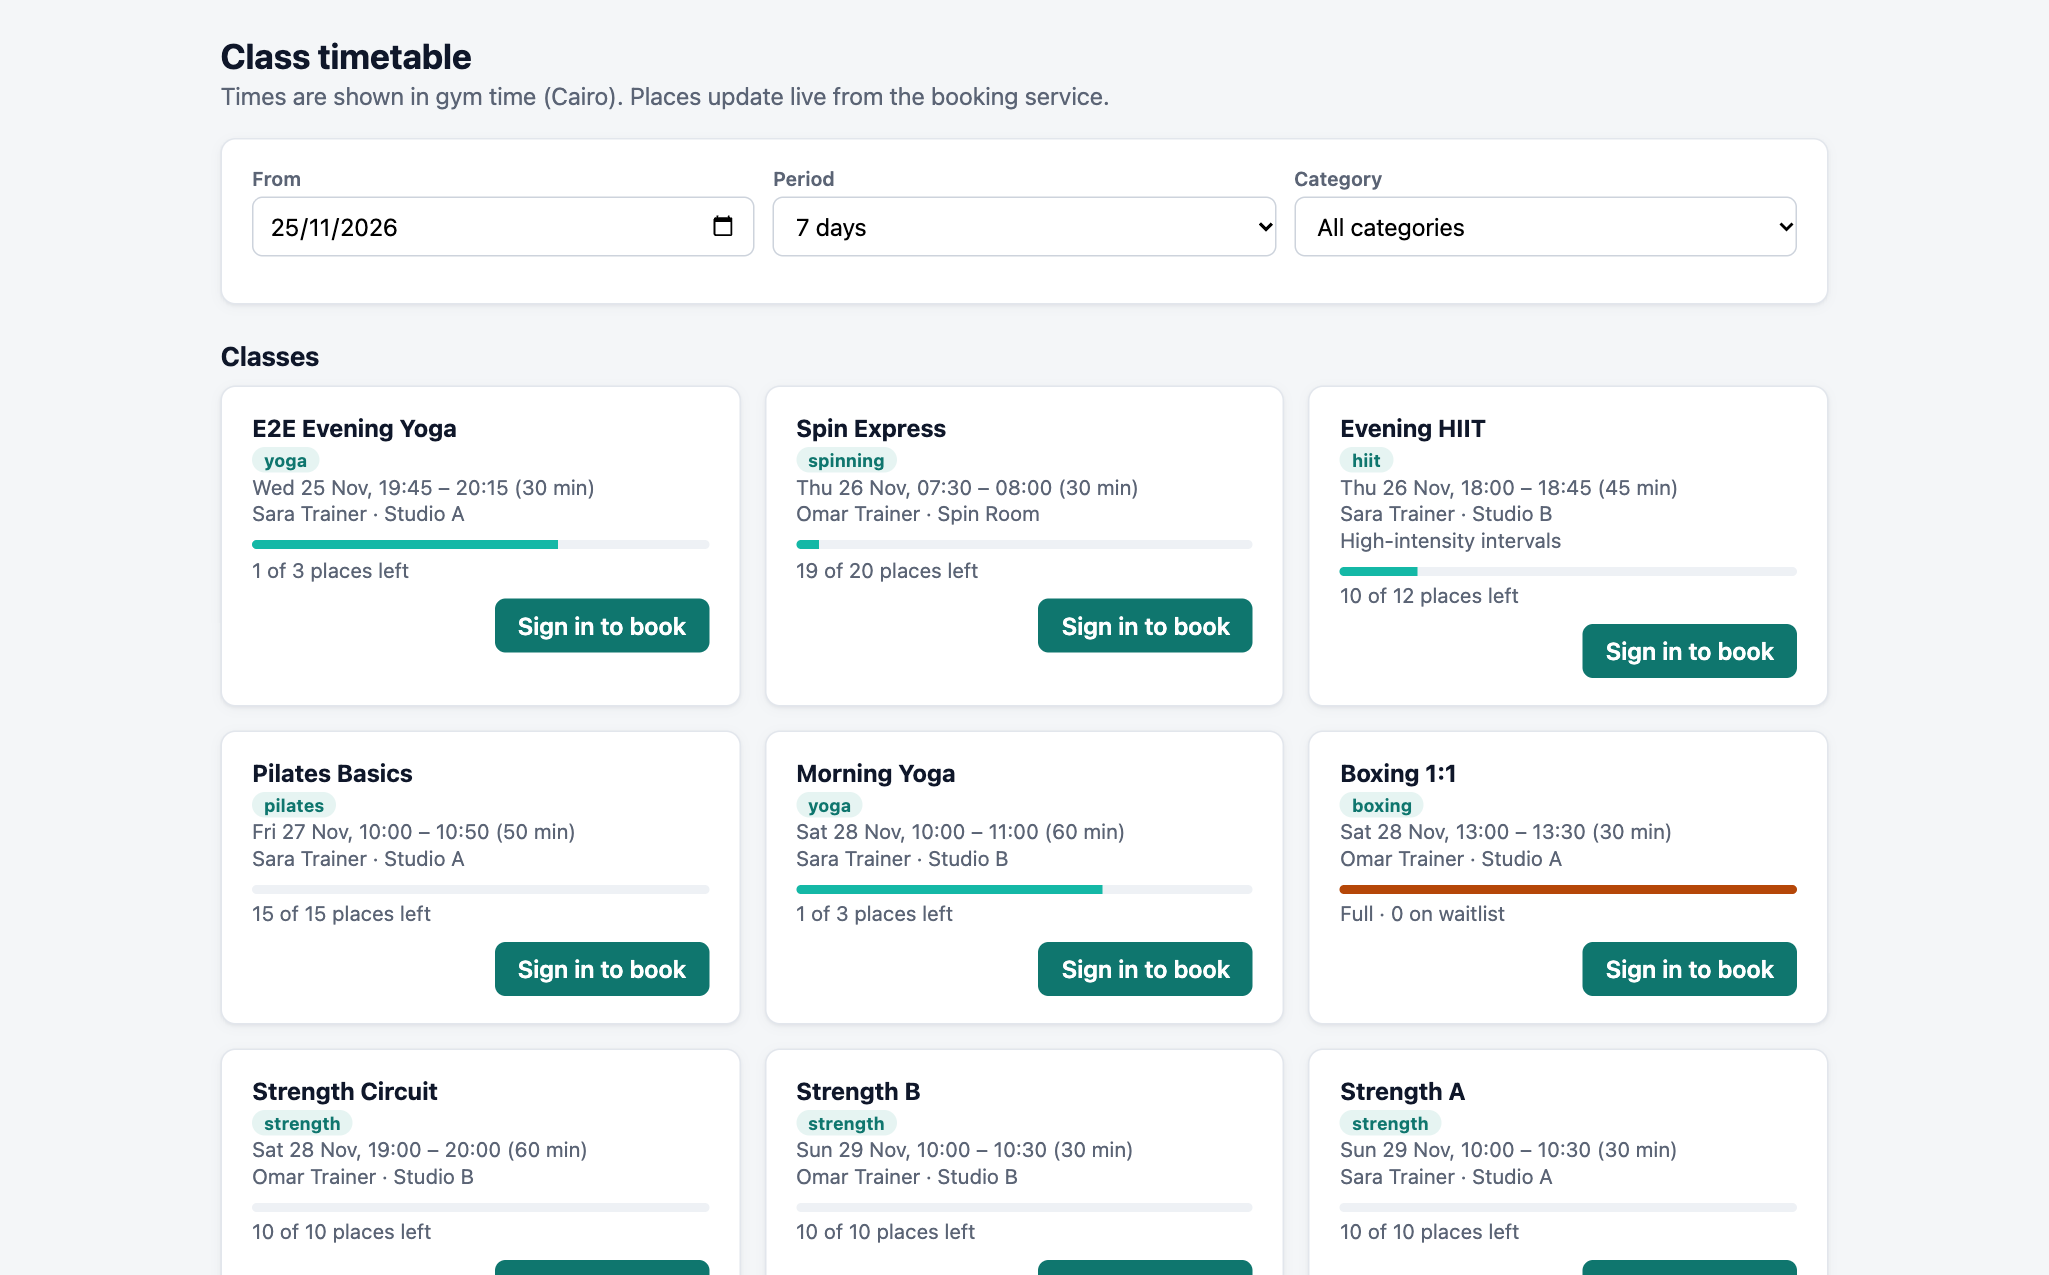 Class timetable
Times are shown in gym time (Cairo). Places update live from the booking service.
From
25/11/2026
Period
7 days
Category
All categories
Classes
E2E Evening Yoga
yoga
Wed 25 Nov, 19:45 – 20:15 (30 min)
Sara Trainer · Studio A
1 of 3 places left
Sign in to book
Spin Express
spinning
Thu 26 Nov, 07:30 – 08:00 (30 min)
Omar Trainer · Spin Room
19 of 20 places left
Sign in to book
Evening HIIT
hiit
Thu 26 Nov, 18:00 – 18:45 (45 min)
Sara Trainer · Studio B
High-intensity intervals
10 of 12 places left
Sign in to book
Pilates Basics
pilates
Fri 27 Nov, 10:00 – 10:50 (50 min)
Sara Trainer · Studio A
15 of 15 places left
Sign in to book
Morning Yoga
yoga
Sat 28 Nov, 10:00 – 11:00 (60 min)
Sara Trainer · Studio B
1 of 3 places left
Sign in to book
Boxing 1:1
boxing
Sat 28 Nov, 13:00 – 13:30 (30 min)
Omar Trainer · Studio A
Full · 0 on waitlist
Sign in to book
Strength Circuit
strength
Sat 28 Nov, 19:00 – 20:00 (60 min)
Omar Trainer · Studio B
10 of 10 places left
Strength B
strength
Sun 29 Nov, 10:00 – 10:30 (30 min)
Omar Trainer · Studio B
10 of 10 places left
Strength A
strength
Sun 29 Nov, 10:00 – 10:30 (30 min)
Sara Trainer · Studio A
10 of 10 places left